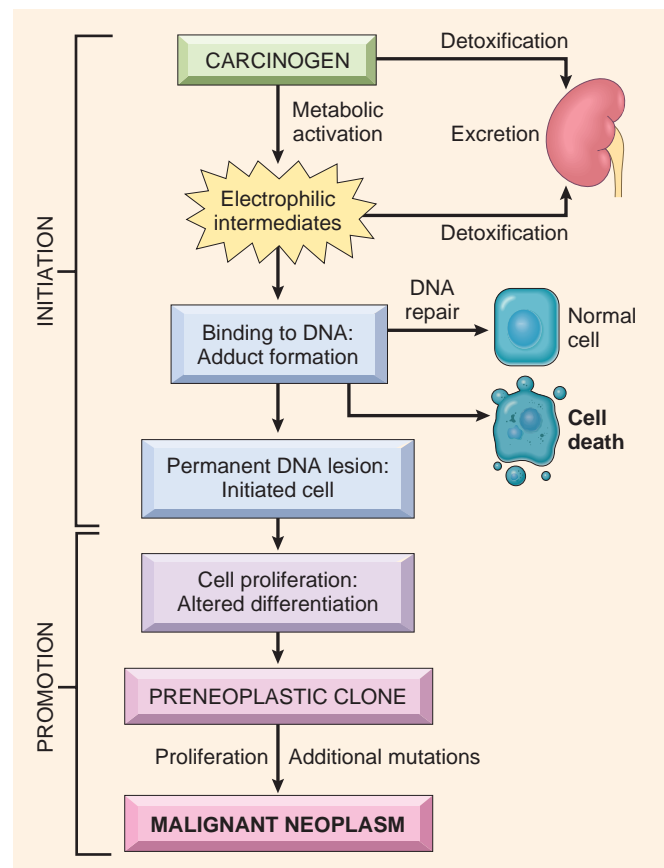 Detoxification
CARCINOGEN
Metabolic
activation
Excretion
Electrophilic
intermediates
Detoxification
INITIATION
DNA
repair
Binding to DNA:
Adduct formation
Normal
cell
Cell
death
Permanent DNA lesion:
Initiated cell
PROMOTION
Cell proliferation:
Altered differentiation
PRENEOPLASTIC CLONE
Proliferation
Additional mutations
MALIGNANT NEOPLASM